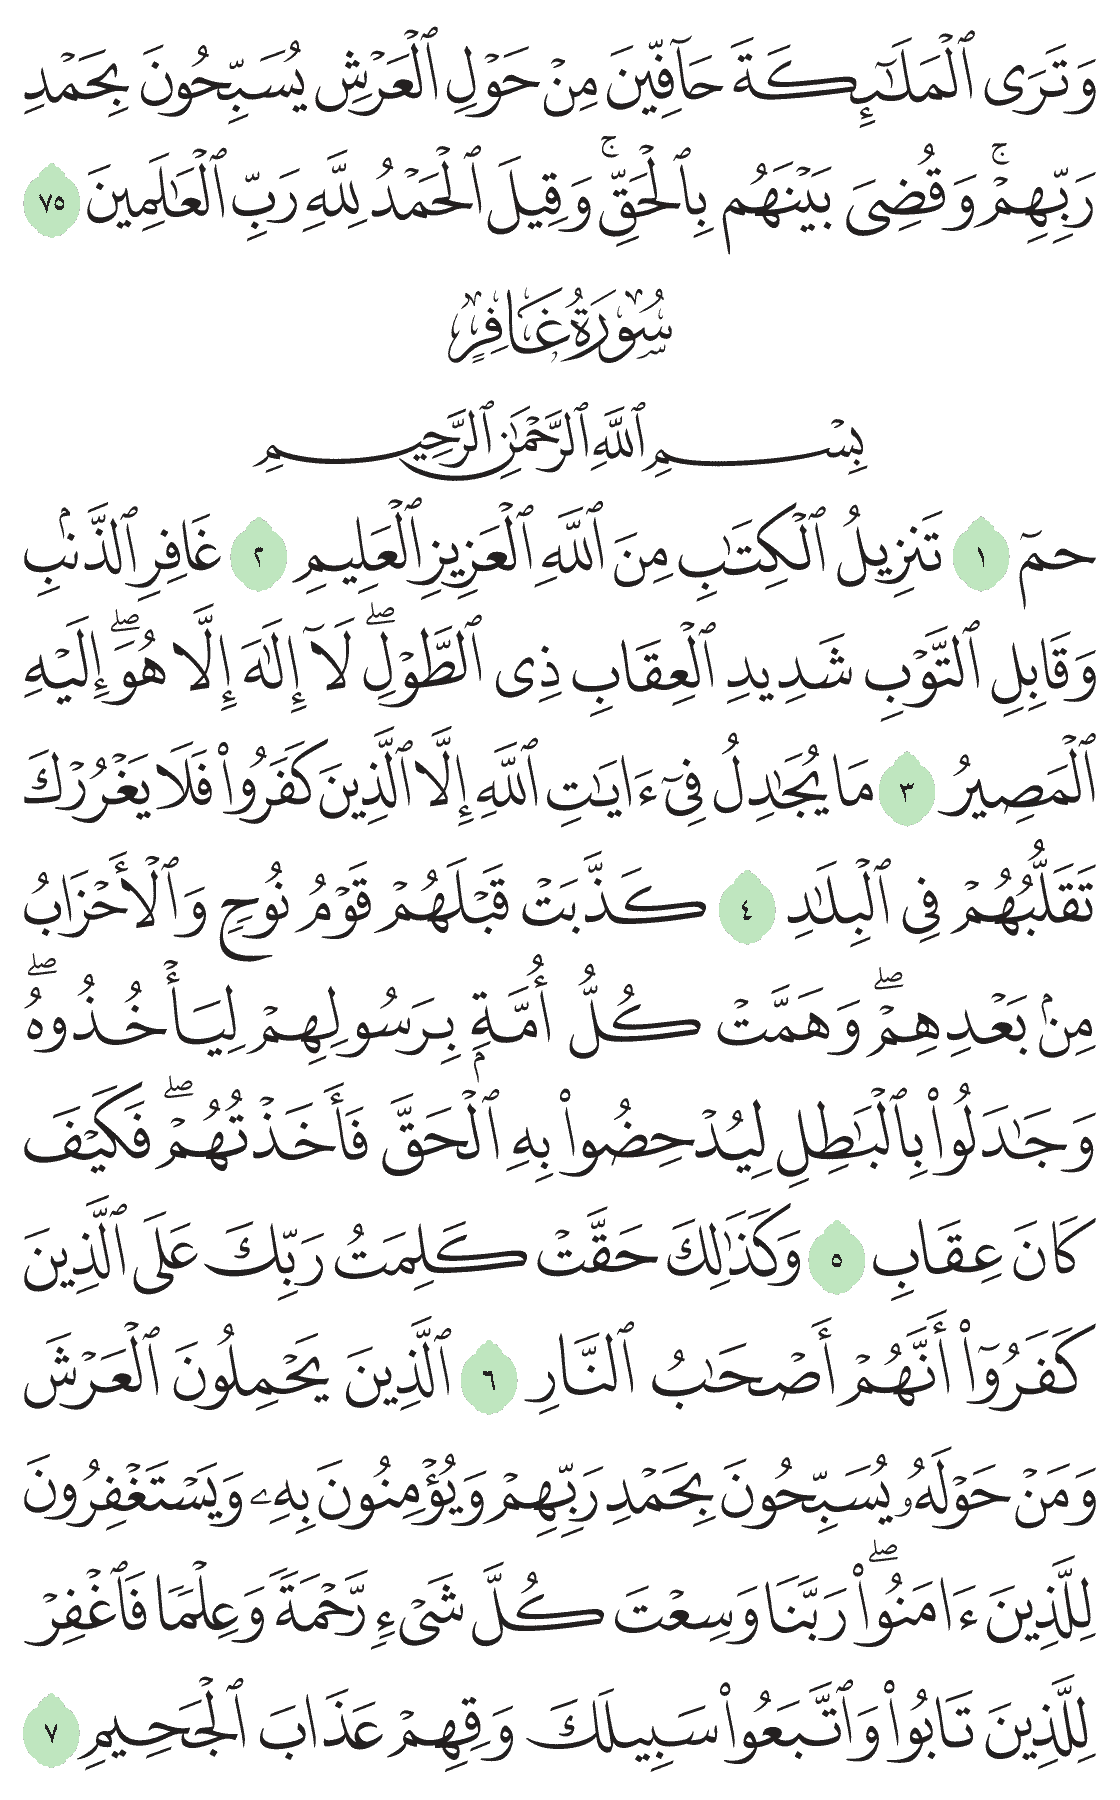 وَتَرَى ٱلْمَلَـٰٓئِكَةَ حَآفِّينَ مِنْ حَوْلِ ٱلْعَرْشِ يُسَبِّحُونَ بِحَمْدِ
رَبِّهِمْ ۚ وَقُضِىَ بَيْنَهُم بِٱلْحَقِّ ۚ وَقِيلَ ٱلْحَمْدُ لِلَّهِ رَبِّ ٱلْعَـٰلَمِينَ ٧٥
سُورَةُ غَافِرٍ
بِسْمِ ٱللَّهِ ٱلرَّحْمَـٰنِ ٱلرَّحِيمِ
حمٓ ١ تَنزِيلُ ٱلْكِتَـٰبِ مِنَ ٱللَّهِ ٱلْعَزِيزِ ٱلْعَلِيمِ ٢ غَافِرِ ٱلذَّنۢبِ
وَقَابِلِ ٱلتَّوْبِ شَدِيدِ ٱلْعِقَابِ ذِى ٱلطَّوْلِ ۖ لَآ إِلَـٰهَ إِلَّا هُوَ ۖ إِلَيْهِ
ٱلْمَصِيرُ ٣ مَا يُجَـٰدِلُ فِىٓ ءَايَـٰتِ ٱللَّهِ إِلَّا ٱلَّذِينَ كَفَرُوا۟ فَلَا يَغْرُرْكَ
تَقَلُّبُهُمْ فِى ٱلْبِلَـٰدِ ٤ كَذَّبَتْ قَبْلَهُمْ قَوْمُ نُوحٍ وَٱلْأَحْزَابُ
مِنۢ بَعْدِهِمْ ۖ وَهَمَّتْ كُلُّ أُمَّةٍۭ بِرَسُولِهِمْ لِيَأْخُذُوهُ ۖ
وَجَـٰدَلُوا۟ بِٱلْبَـٰطِلِ لِيُدْحِضُوا۟ بِهِ ٱلْحَقَّ فَأَخَذْتُهُمْ ۖ فَكَيْفَ
كَانَ عِقَابِ ٥ وَكَذَٰلِكَ حَقَّتْ كَلِمَتُ رَبِّكَ عَلَى ٱلَّذِينَ
كَفَرُوٓا۟ أَنَّهُمْ أَصْحَـٰبُ ٱلنَّارِ ٦ ٱلَّذِينَ يَحْمِلُونَ ٱلْعَرْشَ
وَمَنْ حَوْلَهُۥ يُسَبِّحُونَ بِحَمْدِ رَبِّهِمْ وَيُؤْمِنُونَ بِهِۦ وَيَسْتَغْفِرُونَ
لِلَّذِينَ ءَامَنُوا۟ ۖ رَبَّنَا وَسِعْتَ كُلَّ شَىْءٍ رَّحْمَةً وَعِلْمًا فَٱغْفِرْ
لِلَّذِينَ تَابُوا۟ وَٱتَّبَعُوا۟ سَبِيلَكَ وَقِهِمْ عَذَابَ ٱلْجَحِيمِ ٧